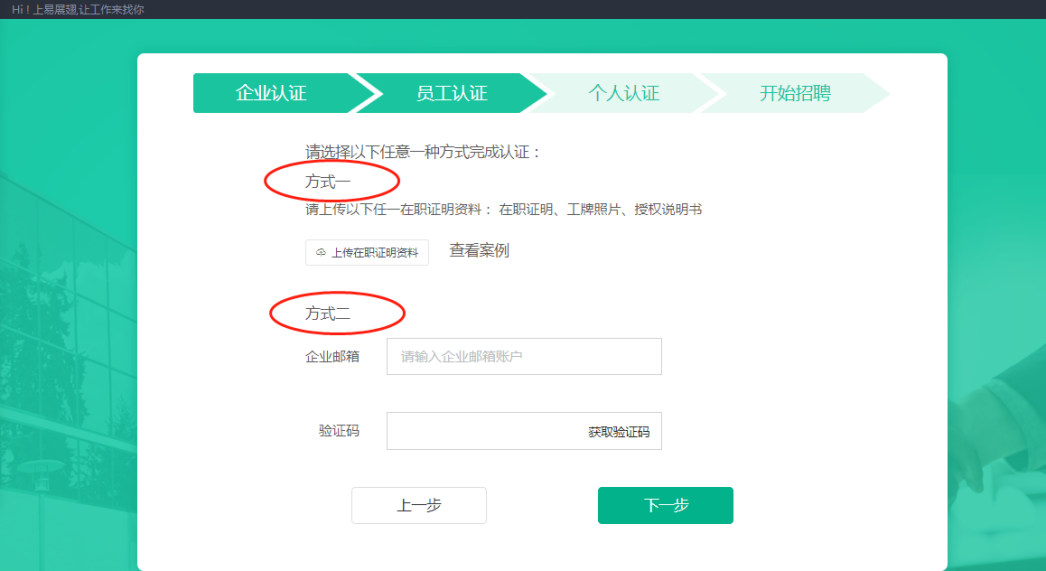 Hi！上易展翅,让工作来找你
企业认证 员工认证 个人认证 开始招聘
请选择以下任意一种方式完成认证：
方式一
请上传以下任一在职证明资料： 在职证明、工牌照片、授权说明书
上传在职证明资料 查看案例
方式二
企业邮箱 请输入企业邮箱账户
验证码 获取验证码
上一步 下一步